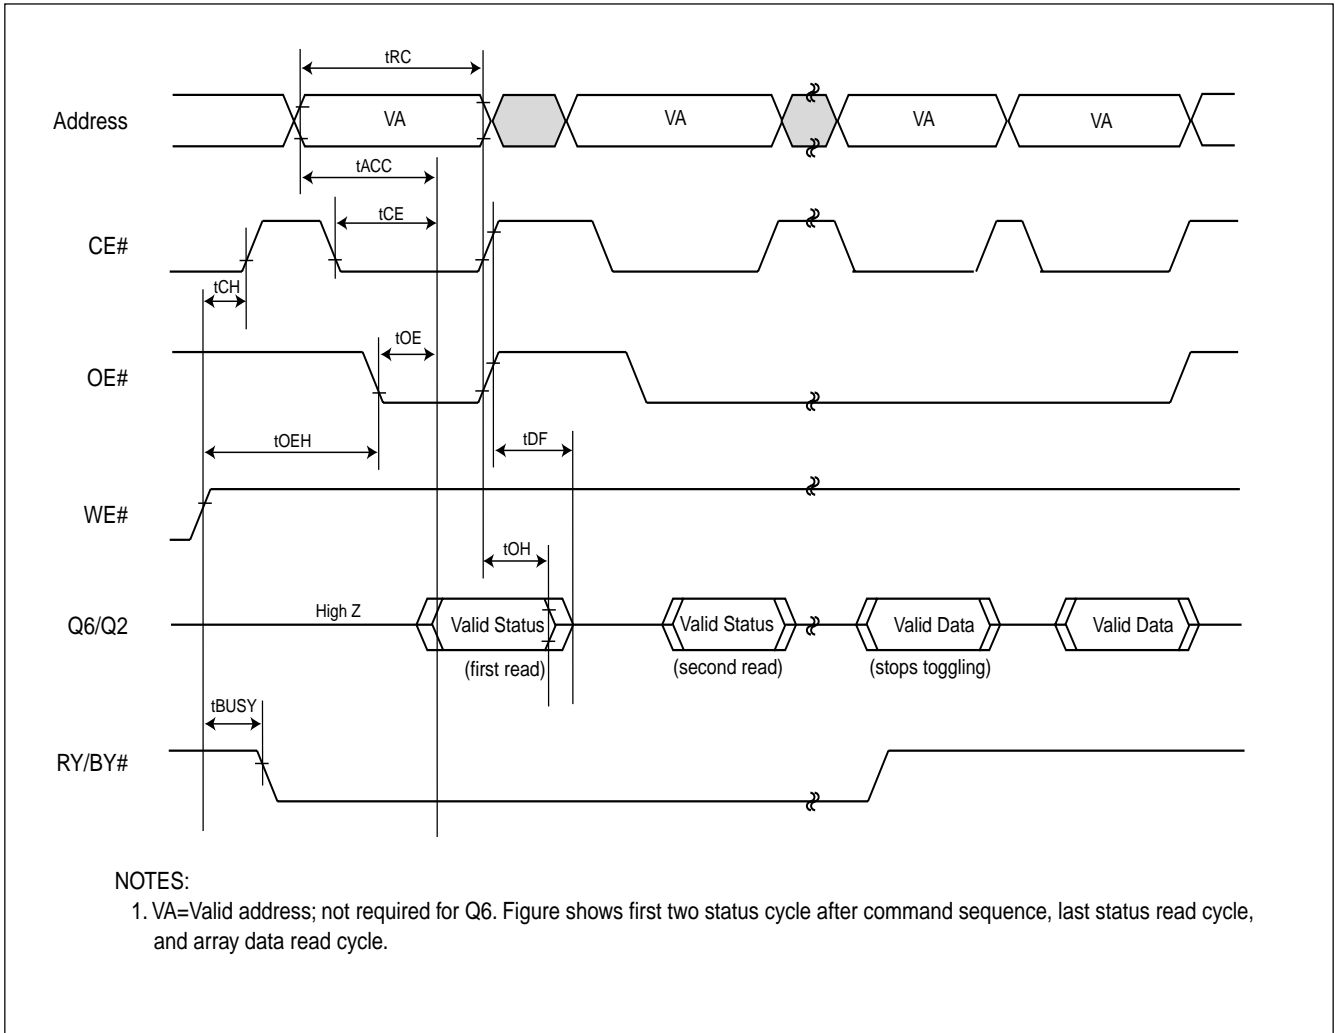 tRC
Address
VA
VA
VA
VA
tACC
tCE
CE#
tCH
tOE
OE#
tOEH
tDF
WE#
tOH
Q6/Q2
High Z
Valid Status
Valid Status
Valid Data
Valid Data
(first read)
(second read)
(stops toggling)
tBUSY
RY/BY#
NOTES:
1. VA=Valid address; not required for Q6. Figure shows first two status cycle after command sequence, last status read cycle,
and array data read cycle.